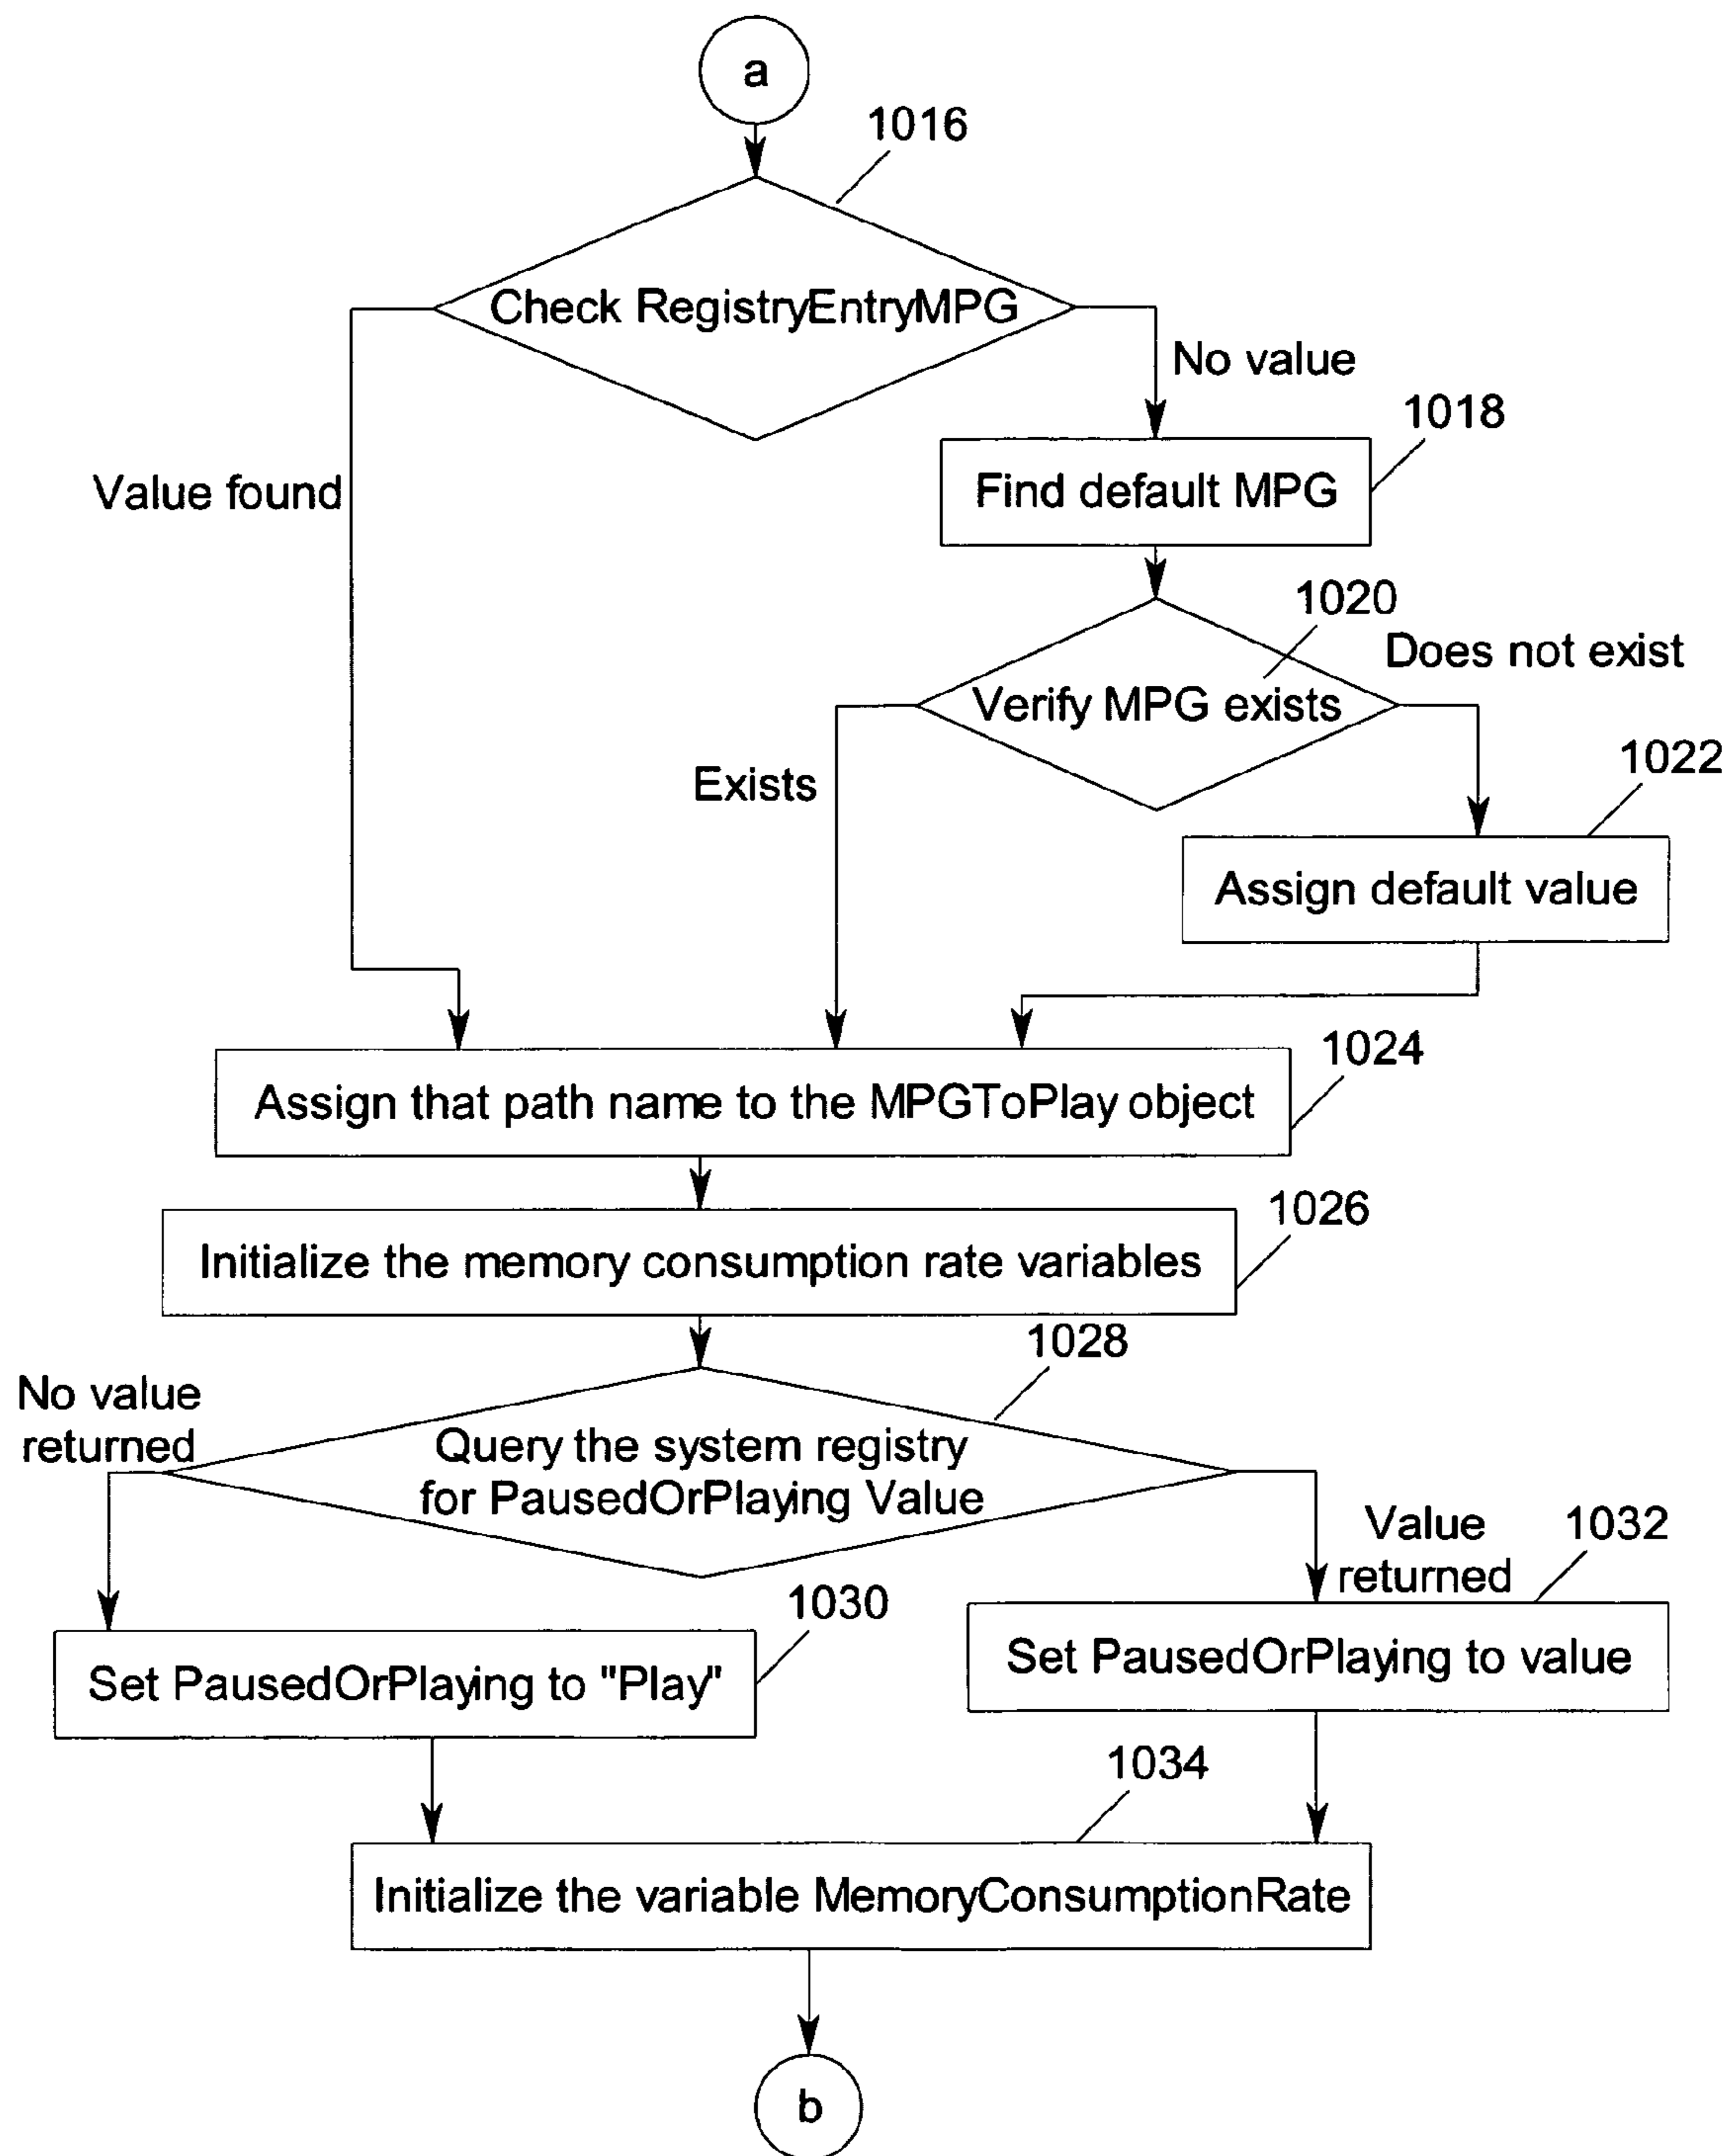 a
1016
Check RegistryEntryMPG
No value
1018
Value found
Find default MPG
1020
Does not exist
Verify MPG exists
1022
Exists
Assign default value
1024
Assign that path name to the MPGToPlay object
1026
Initialize the memory consumption rate variables
1028
No value
returned
Query the system registry
for PausedOrPlaying Value
Value
returned
1032
1030
Set PausedOrPlaying to value
Set PausedOrPlaying to "Play"
1034
Initialize the variable MemoryConsumptionRate
b